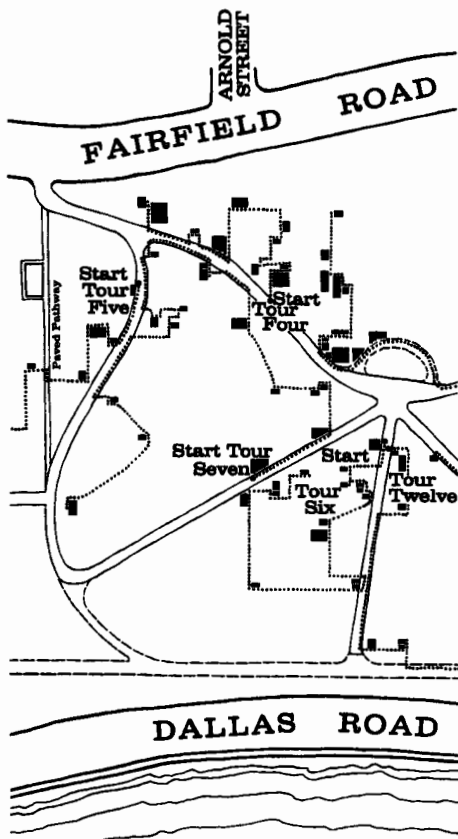 ARNOLD
STREET
FAIRFIELD ROAD
Start
Tour
Five
Paved Pathway
Start
Tour
Four
Start Tour
Seven
Start
Tour
Six
Tour
Twelve
DALLAS ROAD